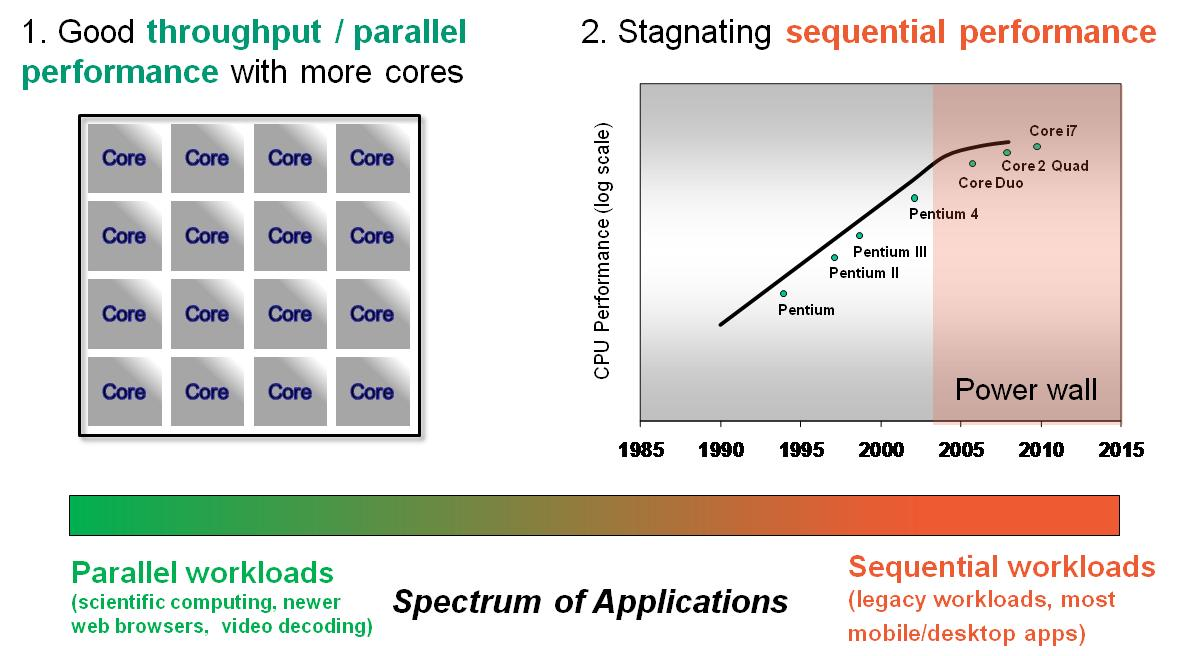 1. Good throughput / parallel
performance with more cores
Core Core Core Core
Core Core Core Core
Core Core Core Core
Core Core Core Core
2. Stagnating sequential performance
CPU Performance (log scale)
Core i7
Core 2 Quad
Core Duo
Pentium 4
Pentium III
Pentium II
Pentium
Power wall
1985 1990 1995 2000 2005 2010 2015
Parallel workloads
(scientific computing, newer
web browsers, video decoding)
Spectrum of Applications
Sequential workloads
(legacy workloads, most
mobile/desktop apps)